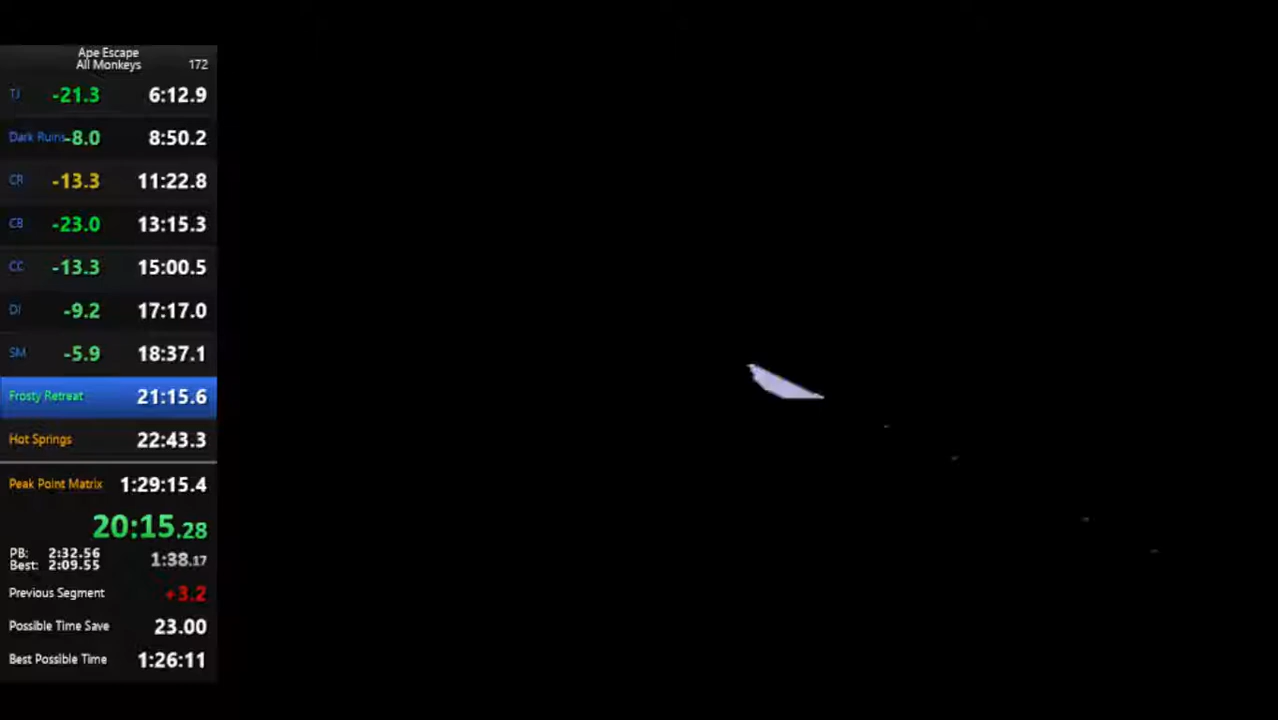 Ape Escape
All Monkeys 172
TJ -21.3 6:12.9
Dark Ruins -8.0 8:50.2
CR -13.3 11:22.8
CB -23.0 13:15.3
CC -13.3 15:00.5
DI -9.2 17:17.0
SM -5.9 18:37.1
Frosty Retreat 21:15.6
Hot Springs 22:43.3
Peak Point Matrix 1:29:15.4
20:15.28
PB: 2:32.56 1:38.17
Best: 2:09.55
Previous Segment +3.2
Possible Time Save 23.00
Best Possible Time 1:26:11